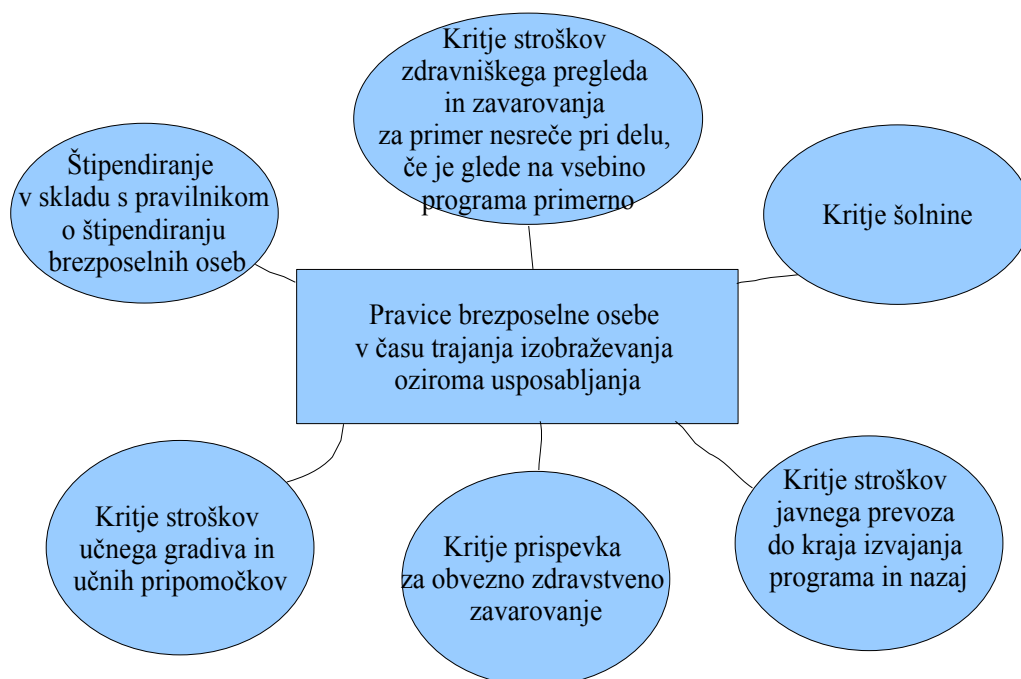 Kritje stroškov
zdravniškega pregleda
in zavarovanja
za primer nesreče pri delu,
če je glede na vsebino
programa primerno
Štipendiranje
v skladu s pravilnikom
o štipendiranju
brezposelnih oseb
Kritje šolnine
Pravice brezposelne osebe
v času trajanja izobraževanja
oziroma usposabljanja
Kritje stroškov
učnega gradiva in
učnih pripomočkov
Kritje prispevka
za obvezno zdravstveno
zavarovanje
Kritje stroškov
javnega prevoza
do kraja izvajanja
programa in nazaj